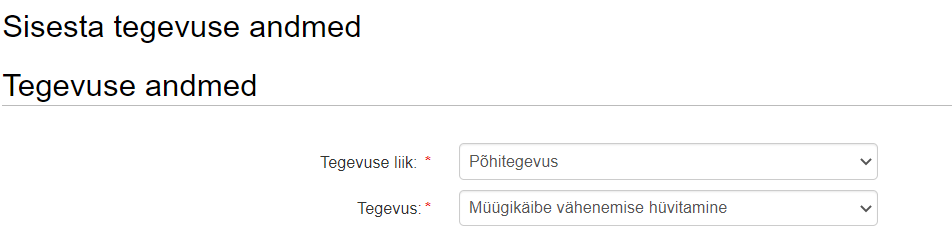 Sisesta tegevuse andmed
Tegevuse andmed
Tegevuse liik: * Põhitegevus
Tegevus: * Müügikäibe vähenemise hüvitamine